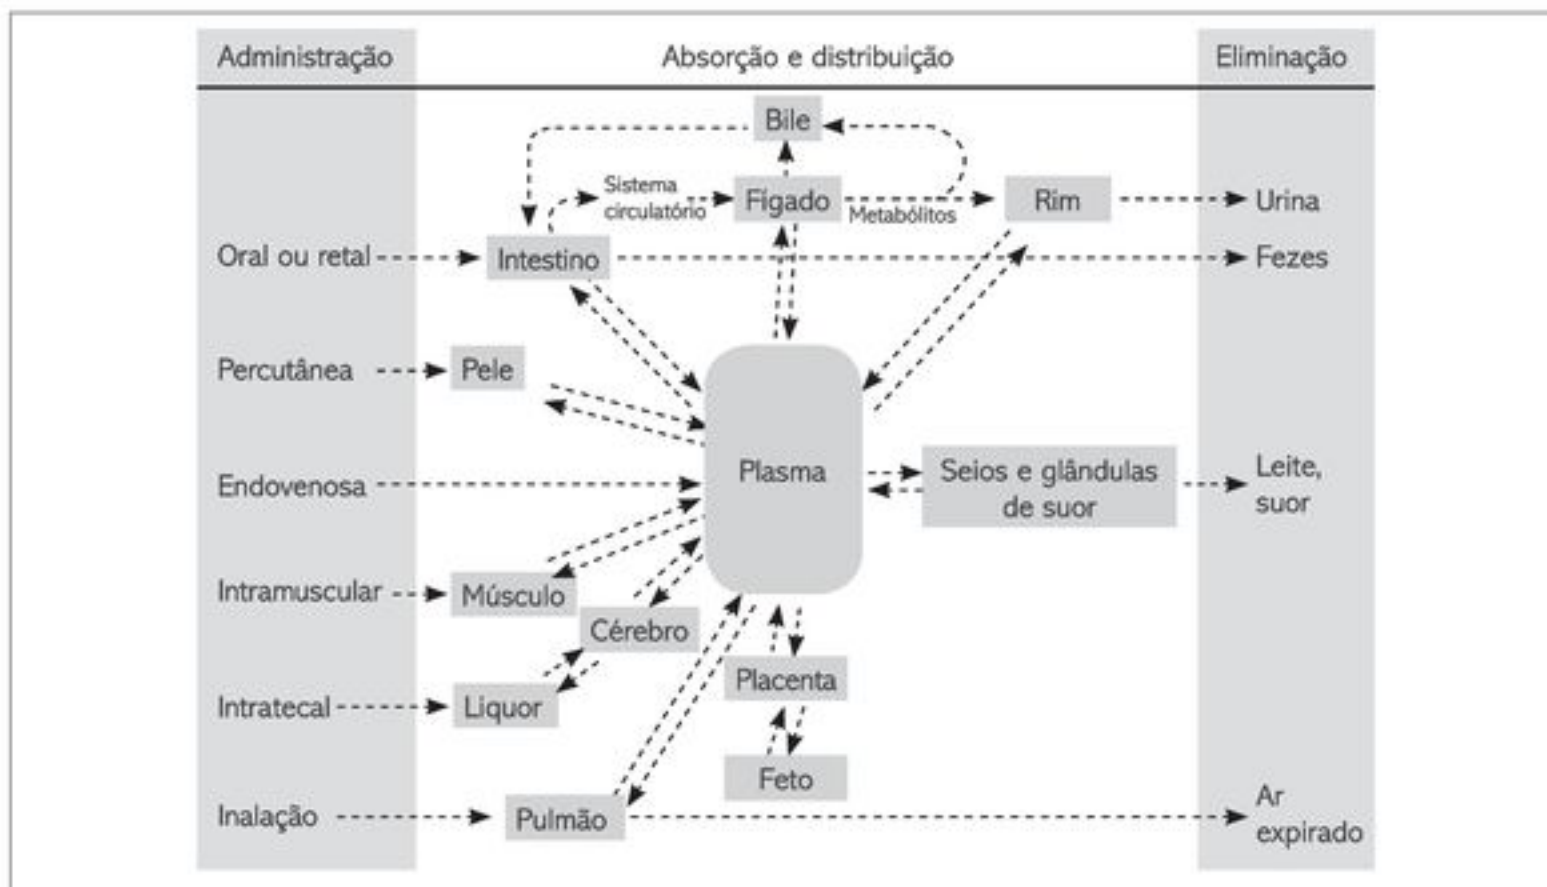 Administração
Absorção e distribuição
Eliminação
Bile
Sistema
circulatório
Fígado
Metabólitos
Rim
Urina
Oral ou retal
Intestino
Fezes
Percutânea
Pele
Plasma
Endovenosa
Seios e glândulas
de suor
Leite,
suor
Intramuscular
Músculo
Cérebro
Placenta
Intratecal
Liquor
Feto
Inalação
Pulmão
Ar
expirado